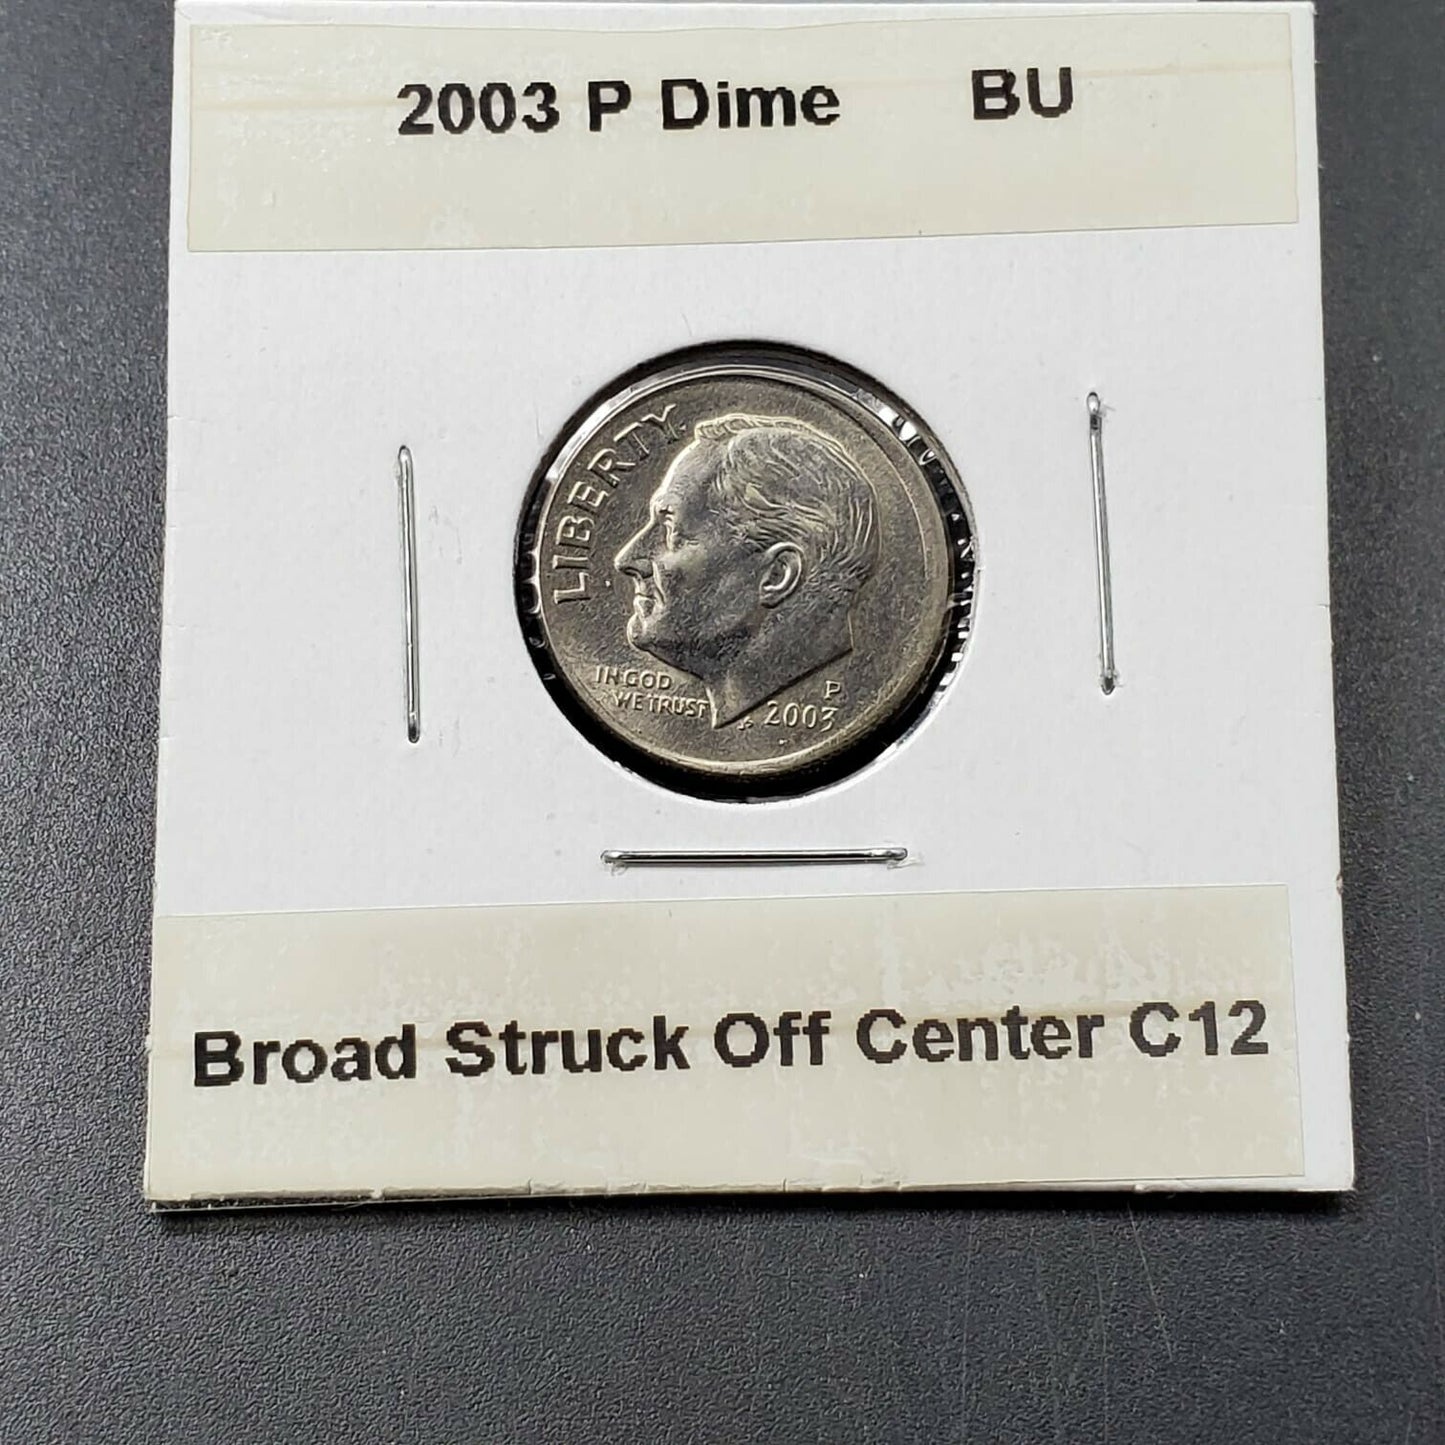 2003 P Dime BU
LIBERTY
IN GOD
WE TRUST
P
2003
Broad Struck Off Center C12